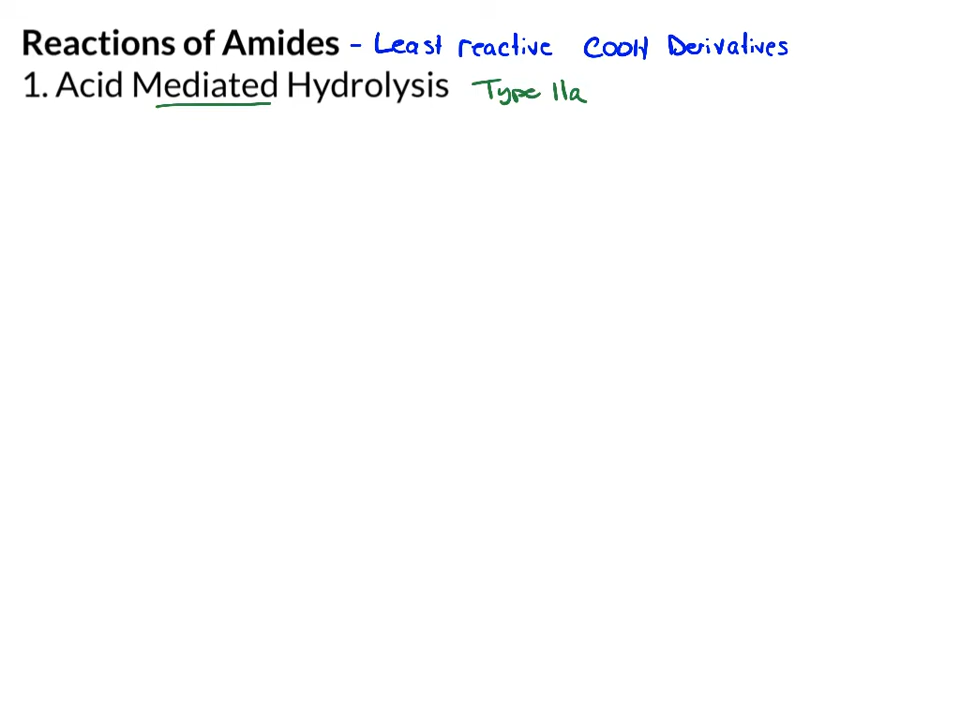 Reactions of Amides - Least reactive COOH Derivatives
1. Acid Mediated Hydrolysis Type IIa